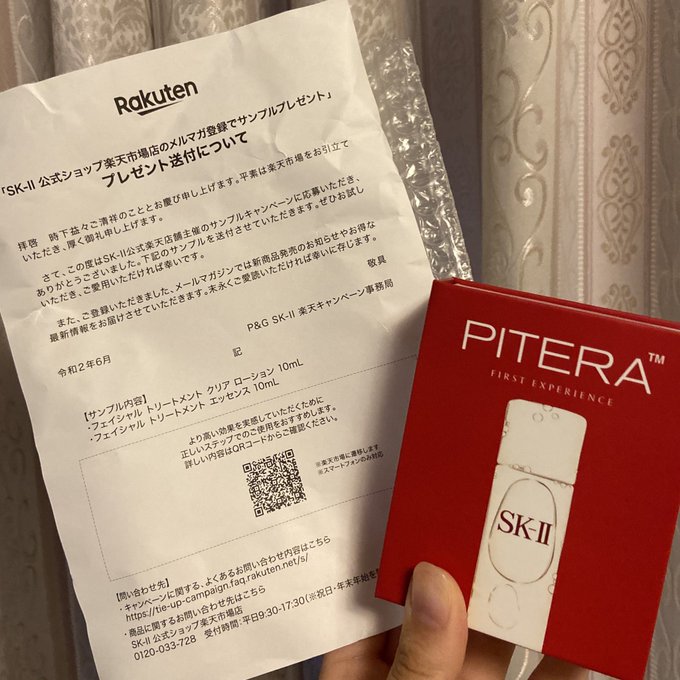 Rakuten
「SK-II 公式ショップ楽天市場店のメルマガ登録でサンプルプレゼント」
プレゼント送付について
拝啓　時下益々ご清祥のこととお慶び申し上げます。平素は楽天市場をお引立て
いただき、厚く御礼申し上げます。
さて、この度はSK-II公式楽天店舗主催のサンプルキャンペーンに応募いただき、
ありがとうございました。下記のサンプルを送付させていただきます。ぜひお試し
いただき、ご愛用いただければ幸いです。
また、ご登録いただきました、メールマガジンでは新商品発売のお知らせやお得な
最新情報をお届けさせていただきます。末永くご愛読いただければ幸いに存じます。
敬具
P&G SK-II 楽天キャンペーン事務局
令和2年6月
記
【サンプル内容】
・フェイシャル トリートメント クリア ローション 10mL
・フェイシャル トリートメント エッセンス 10mL
より高い効果を実感していただくために
正しいステップでのご使用をおすすめします。
詳しい内容はQRコードからご確認ください。
※楽天市場に遷移します
※スマートフォンのみ対応
【問い合わせ先】
・キャンペーンに関する、よくあるお問い合わせ内容はこちら
https://tie-up-campaign.faq.rakuten.net/s/
・商品に関するお問い合わせ先はこちら
SK-II 公式ショップ楽天市場店
0120-033-728　受付時間:平日9:30-17:30(※祝日・年末年始を
PITERA™
FIRST EXPERIENCE
SK-II